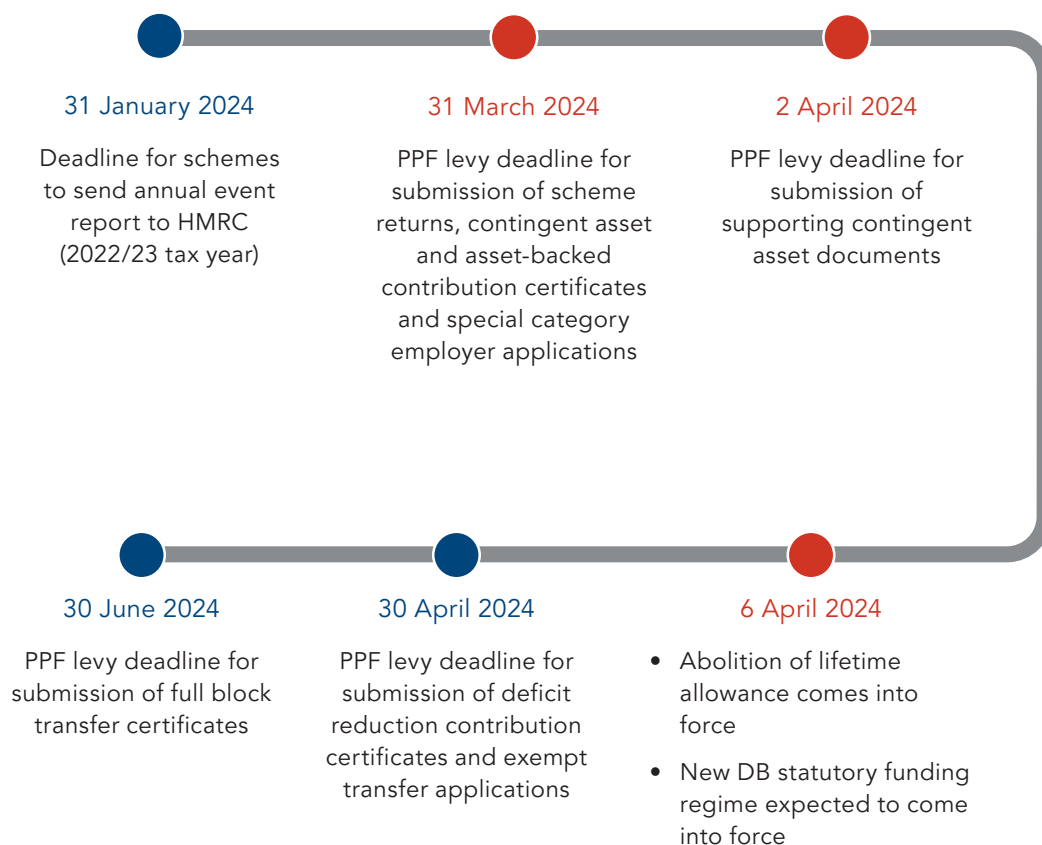 31 January 2024
Deadline for schemes
to send annual event
report to HMRC
(2022/23 tax year)
31 March 2024
PPF levy deadline for
submission of scheme
returns, contingent asset
and asset-backed
contribution certificates
and special category
employer applications
2 April 2024
PPF levy deadline for
submission of
supporting contingent
asset documents
30 June 2024
PPF levy deadline for
submission of full block
transfer certificates
30 April 2024
PPF levy deadline for
submission of deficit
reduction contribution
certificates and exempt
transfer applications
6 April 2024
• Abolition of lifetime
allowance comes into
force
• New DB statutory funding
regime expected to come
into force